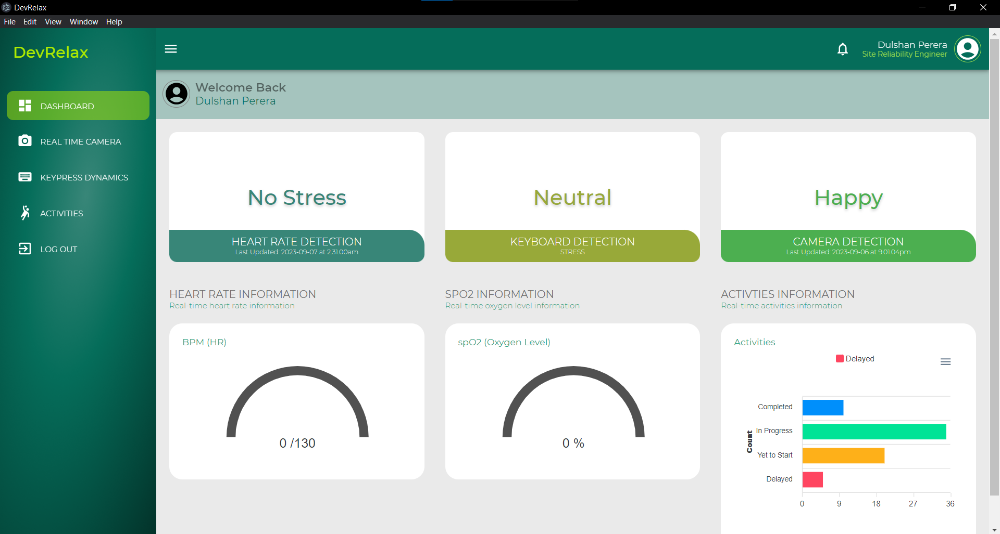 DevRelax
File Edit View Window Help
DevRelax
DASHBOARD
REAL TIME CAMERA
KEYPRESS DYNAMICS
ACTIVITIES
LOG OUT
Dulshan Perera
Site Reliability Engineer
Welcome Back
Dulshan Perera
No Stress
HEART RATE DETECTION
Last Updated: 2023-09-07 at 2.31.00am
Neutral
KEYBOARD DETECTION
STRESS
Happy
CAMERA DETECTION
Last Updated: 2023-09-06 at 9.01.04pm
HEART RATE INFORMATION
Real-time heart rate information
BPM (HR)
0 /130
SPO2 INFORMATION
Real-time oxygen level information
spO2 (Oxygen Level)
0 %
ACTIVTIES INFORMATION
Real-time activities information
Activities
Delayed
Count
Completed
In Progress
Yet to Start
Delayed
0 9 18 27 36